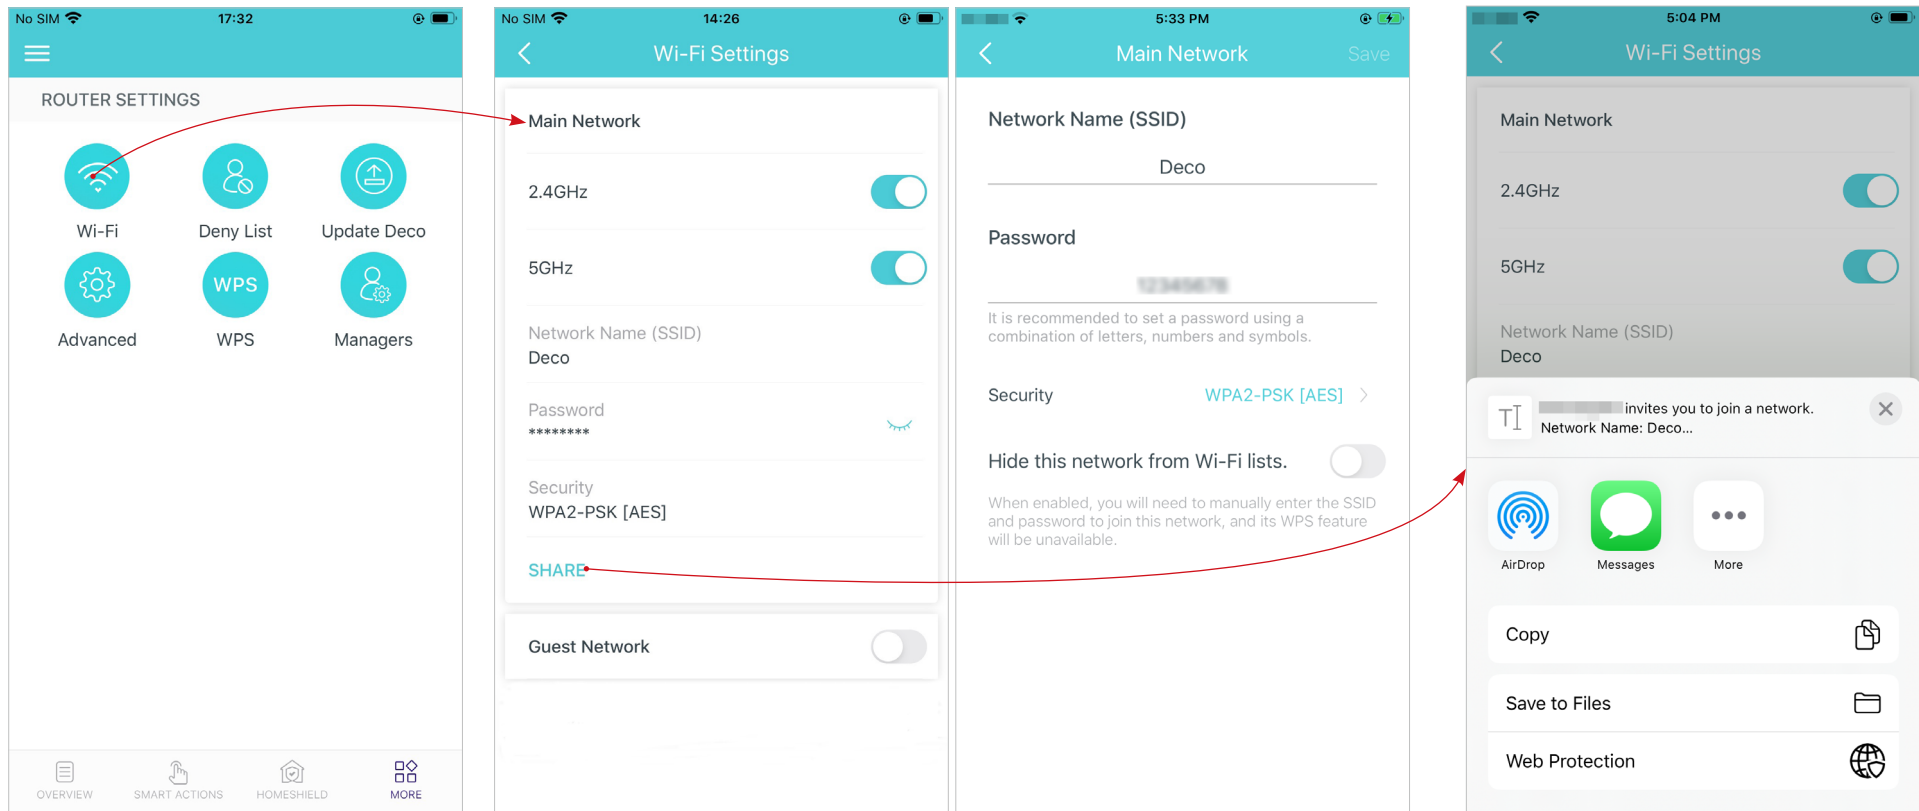 No SIM
17:32
ROUTER SETTINGS
Wi-Fi
Deny List
Update Deco
WPS
Advanced
WPS
Managers
OVERVIEW
SMART ACTIONS
HOMESHIELD
MORE
No SIM
14:26
Wi-Fi Settings
Main Network
2.4GHz
5GHz
Network Name (SSID)
Deco
Password
********
Security
WPA2-PSK [AES]
SHARE
Guest Network
5:33 PM
Main Network
Save
Network Name (SSID)
Deco
Password
12345678
It is recommended to set a password using a
combination of letters, numbers and symbols.
Security
WPA2-PSK [AES]
Hide this network from Wi-Fi lists.
When enabled, you will need to manually enter the SSID
and password to join this network, and its WPS feature
will be unavailable.
5:04 PM
Wi-Fi Settings
Main Network
2.4GHz
5GHz
Network Name (SSID)
Deco
invites you to join a network.
Network Name: Deco...
AirDrop
Messages
More
Copy
Save to Files
Web Protection